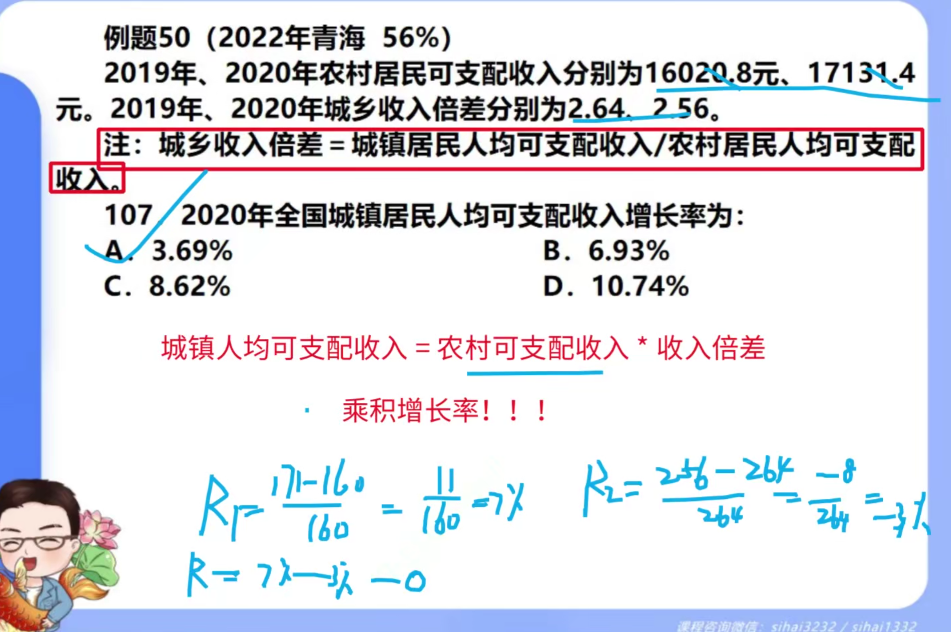 例题50（2022年青海 56%）
2019年、2020年农村居民可支配收入分别为16020.8元、17131.4
元。2019年、2020年城乡收入倍差分别为2.64、2.56。
注：城乡收入倍差＝城镇居民人均可支配收入/农村居民人均可支配
收入。
107、2020年全国城镇居民人均可支配收入增长率为：
A．3.69% B．6.93%
C．8.62% D．10.74%
城镇人均可支配收入 = 农村可支配收入 * 收入倍差
乘积增长率！！！
R1= 171-160/160 = 11/160 =7% R2= 256-264/264 = -8/264 = -3%
R= 7%-3% -0
课程咨询微信：sihai3232 / sihai1332